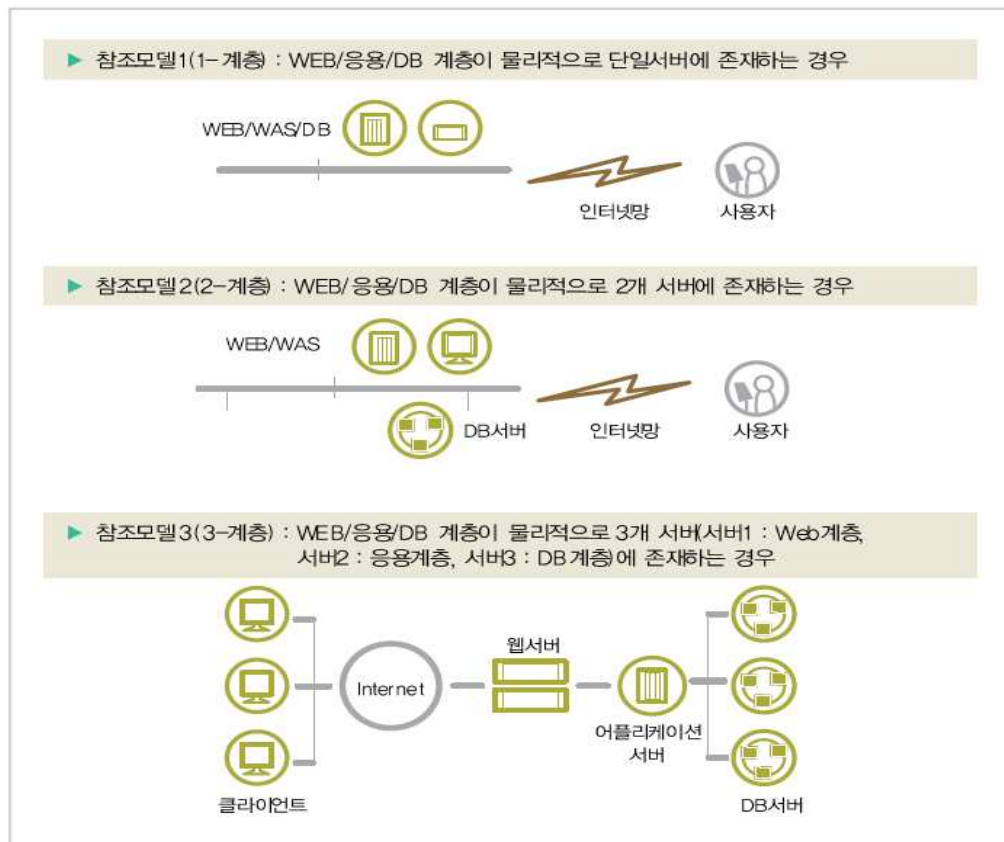 ▶ 참조모델1(1-계층) : WEB/응용/DB 계층이 물리적으로 단일서버에 존재하는 경우
WEB/WAS/DB
인터넷망
사용자
▶ 참조모델2(2-계층) : WEB/응용/DB 계층이 물리적으로 2개 서버에 존재하는 경우
WEB/WAS
DB서버
인터넷망
사용자
▶ 참조모델3(3-계층) : WEB/응용/DB 계층이 물리적으로 3개 서버(서버1 : Web계층,
서버2 : 응용계층, 서버3 : DB계층)에 존재하는 경우
웹서버
Internet
어플리케이션
서버
클라이언트
DB서버